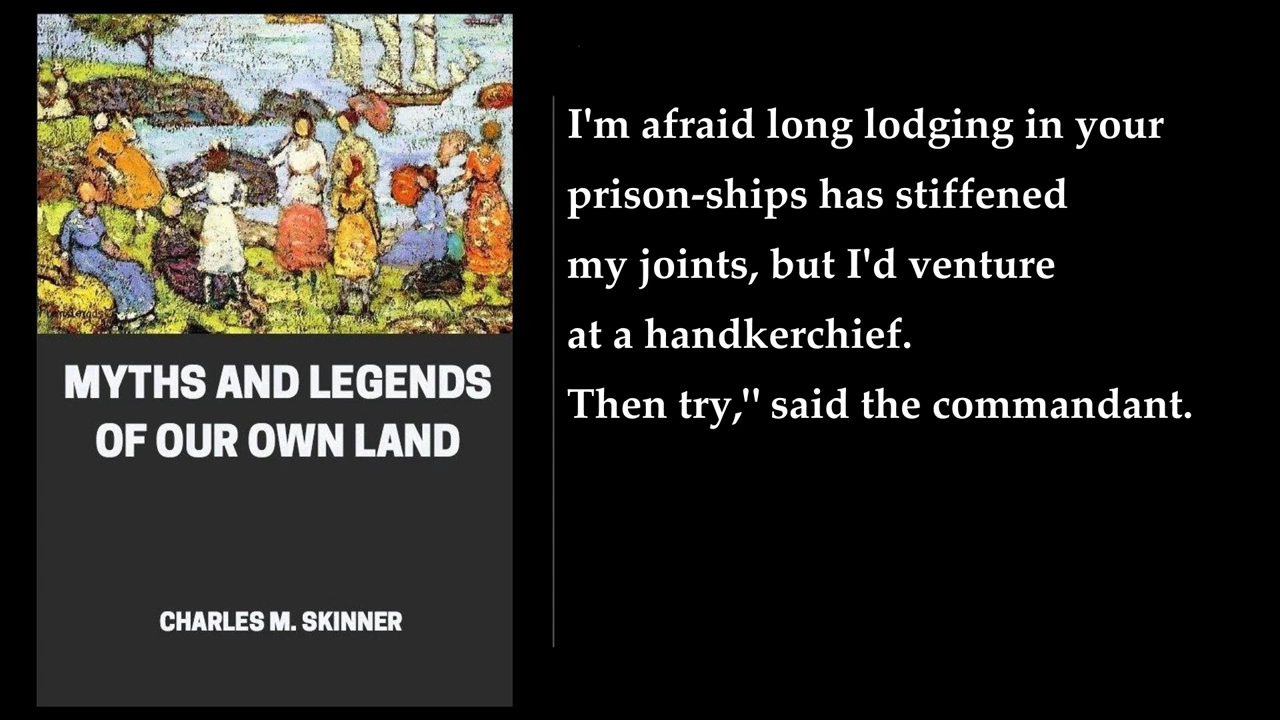 MYTHS AND LEGENDS
OF OUR OWN LAND
CHARLES M. SKINNER
I'm afraid long lodging in your
prison-ships has stiffened
my joints, but I'd venture
at a handkerchief.
Then try," said the commandant.